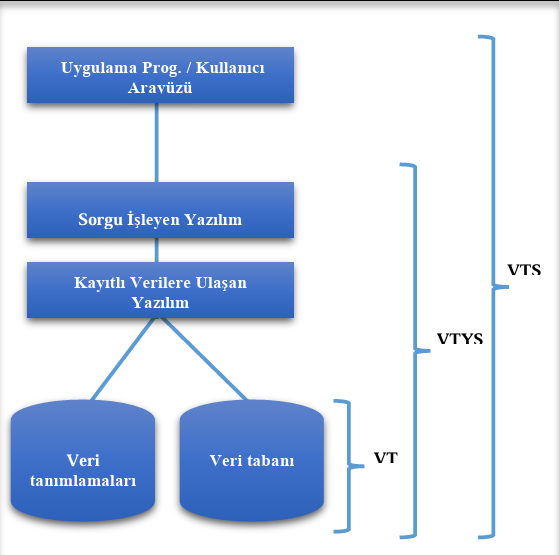 Uygulama Prog. / Kullanıcı
Aravüzü
Sorgu İşleyen Yazılım
Kayıtlı Verilere Ulaşan
Yazılım
VTS
VTYS
VT
Veri
tanımlamaları
Veri tabanı